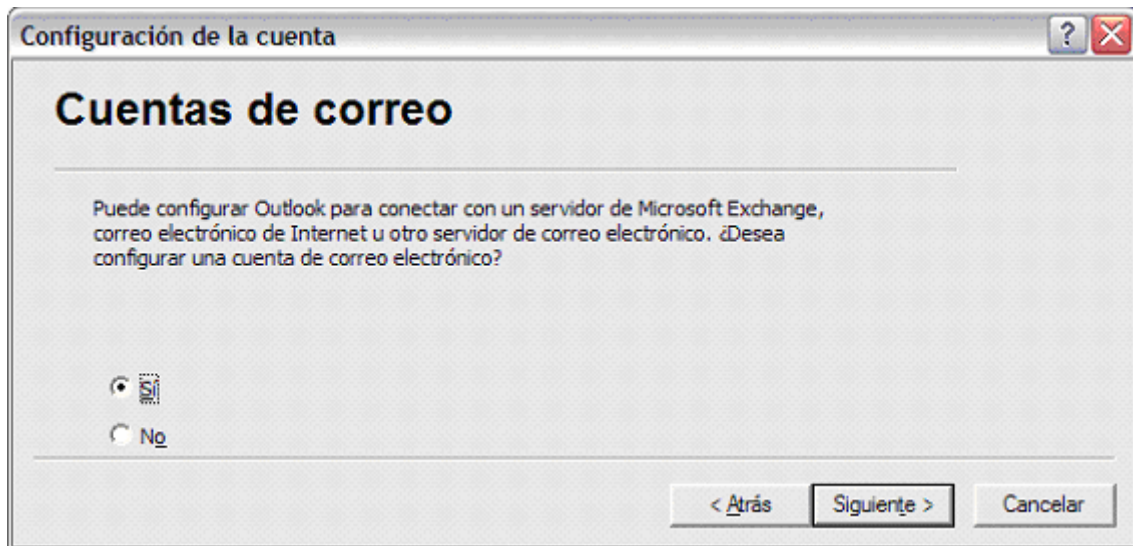 Configuración de la cuenta
?
Cuentas de correo
Puede configurar Outlook para conectar con un servidor de Microsoft Exchange,
correo electrónico de Internet u otro servidor de correo electrónico. ¿Desea
configurar una cuenta de correo electrónico?
Sí
No
< Atrás Siguiente > Cancelar